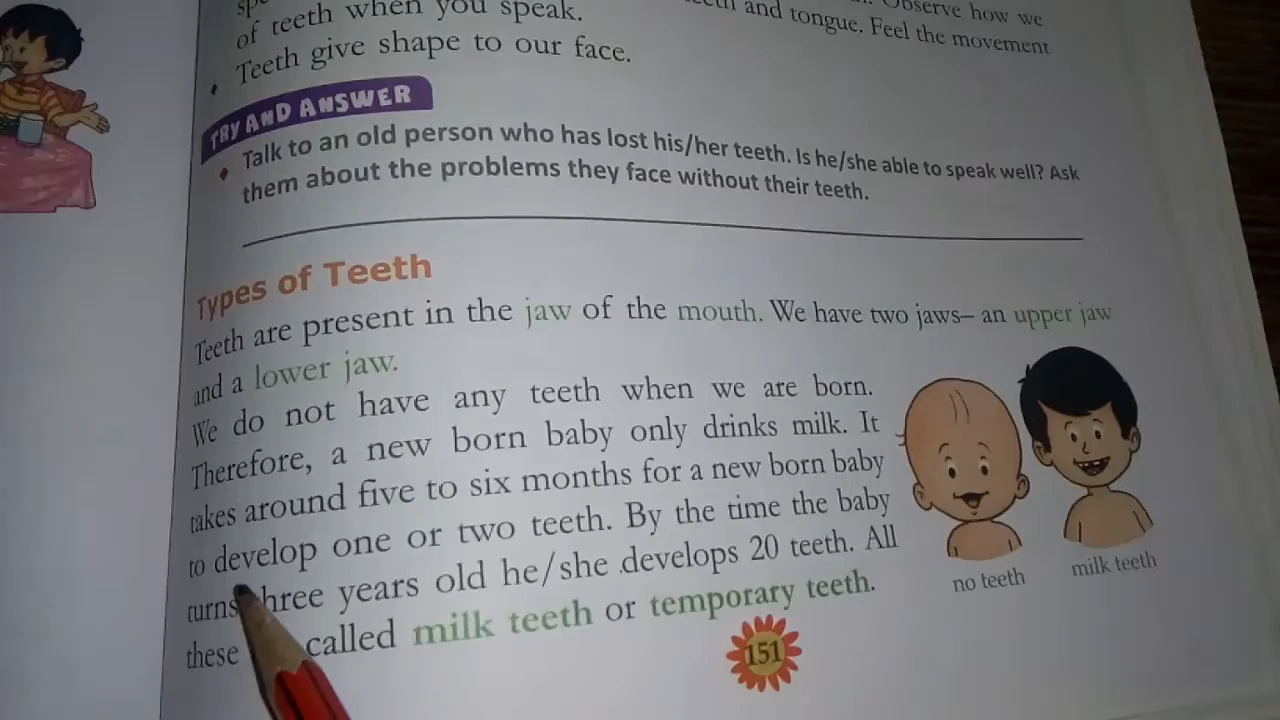 of teeth when you speak.
Observe how we
and tongue. Feel the movement
Teeth give shape to our face.
TRY AND ANSWER
Talk to an old person who has lost his/her teeth. Is he/she able to speak well? Ask
them about the problems they face without their teeth.
Types of Teeth
Teeth are present in the jaw of the mouth. We have two jaws– an upper jaw
and a lower jaw.
We do not have any teeth when we are born.
Therefore, a new born baby only drinks milk. It
takes around five to six months for a new born baby
to develop one or two teeth. By the time the baby
turns three years old he/she develops 20 teeth. All
these called milk teeth or temporary teeth.
no teeth
milk teeth
151